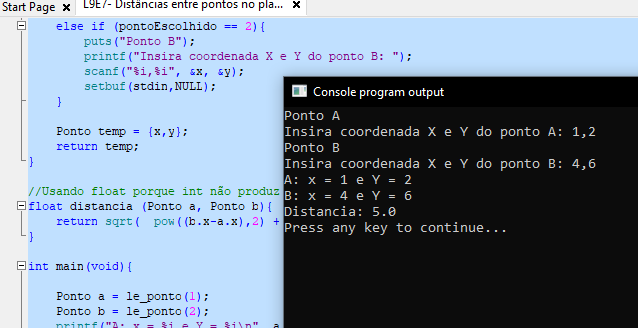 Start Page
L9E7- Distâncias entre pontos no pla...
else if (pontoEscolhido == 2){
puts("Ponto B");
printf("Insira coordenada X e Y do ponto B: ");
scanf("%i,%i", &x, &y);
setbuf(stdin,NULL);
}
Ponto temp = {x,y};
return temp;
}
//Usando float porque int não produz
float distancia (Ponto a, Ponto b){
return sqrt( pow((b.x-a.x),2) +
}
int main(void){
Ponto a = le_ponto(1);
Ponto b = le_ponto(2);
printf("A: x = %i e Y = %i\n", a
Console program output
Ponto A
Insira coordenada X e Y do ponto A: 1,2
Ponto B
Insira coordenada X e Y do ponto B: 4,6
A: x = 1 e Y = 2
B: x = 4 e Y = 6
Distancia: 5.0
Press any key to continue...